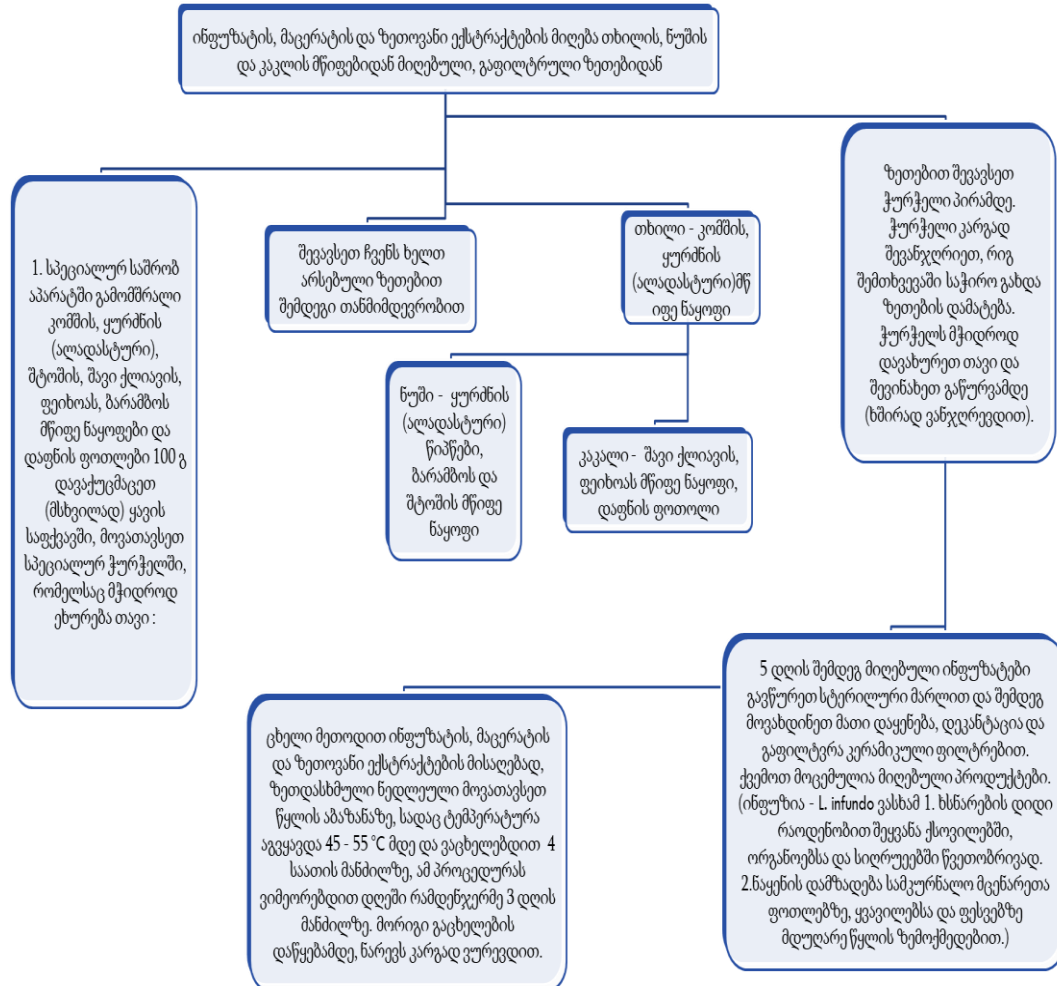 ინფუზატის, მაცერატის და ზეთოვანი ექსტრაქტების მიღება თხილის, ნუშის
და კაკლის მწიფებიდან მიღებული, გაფილტრული ზეთებიდან
1. სპეციალურ საშრობ
აპარატში გამომშრალი
კომშის, ყურძნის
(ალადასტური),
შტოშის, შავი ქლიავის,
ფეიხოას, ბარამბოს
მწიფე ნაყოფები და
დაფნის ფოთლები 100 გ
დავაქუცმაცეთ
(მსხვილად) ყავის
საფქვავში, მოვათავსეთ
სპეციალურ ჭურჭელში,
რომელსაც მჭიდროდ
ეხურება თავი :
შევავსეთ ჩვენს ხელთ
არსებული ზეთებით
შემდეგი თანმიმდევრობით
თხილი - კომშის,
ყურძნის
(ალადასტური)მწ
იფე ნაყოფი
ნუში - ყურძნის
(ალადასტური)
წიპწები,
ბარამბოს და
შტოშის მწიფე
ნაყოფი
კაკალი - შავი ქლიავის,
ფეიხოას მწიფე ნაყოფი,
დაფნის ფოთოლი
ზეთებით შევავსეთ
ჭურჭელი პირამდე.
ჭურჭელი კარგად
შევანჯღრიეთ, რიგ
შემთხვევაში საჭირო გახდა
ზეთების დამატება.
ჭურჭელს მჭიდროდ
დავახურეთ თავი და
შევინახეთ გაწურვამდე
(ხშირად ვანჯღრევდით).
5 დღის შემდეგ მიღებული ინფუზატები
გავწურეთ სტერილური მარლით და შემდეგ
მოვახდინეთ მათი დაყენება, დეკანტაცია და
გაფილტვრა კერამიკული ფილტრებით.
ქვემოთ მოცემულია მიღებული პროდუქტები.
(ინფუზია - L. infundo ვასხამ 1. ხსნარების დიდი
რაოდენობით შეყვანა ქსოვილებში,
ორგანოებსა და სიღრუეებში წვეთობრივად.
2.ნაყენის დამზადება სამკურნალო მცენარეთა
ფოთლებზე, ყვავილებსა და ფესვებზე
მდუღარე წყლის ზემოქმედებით.)
ცხელი მეთოდით ინფუზატის, მაცერატის
და ზეთოვანი ექსტრაქტების მისაღებად,
ზეთდასხმული ნედლეული მოვათავსეთ
წყლის აბაზანაზე, სადაც ტემპერატურა
აგვყავდა 45 - 55 °C მდე და ვაცხელებდით 4
საათის მანძილზე, ამ პროცედურას
ვიმეორებდით დღეში რამდენჯერმე 3 დღის
მანძილზე. მორიგი გაცხელების
დაწყებამდე, ნარევს კარგად ვურევდით.